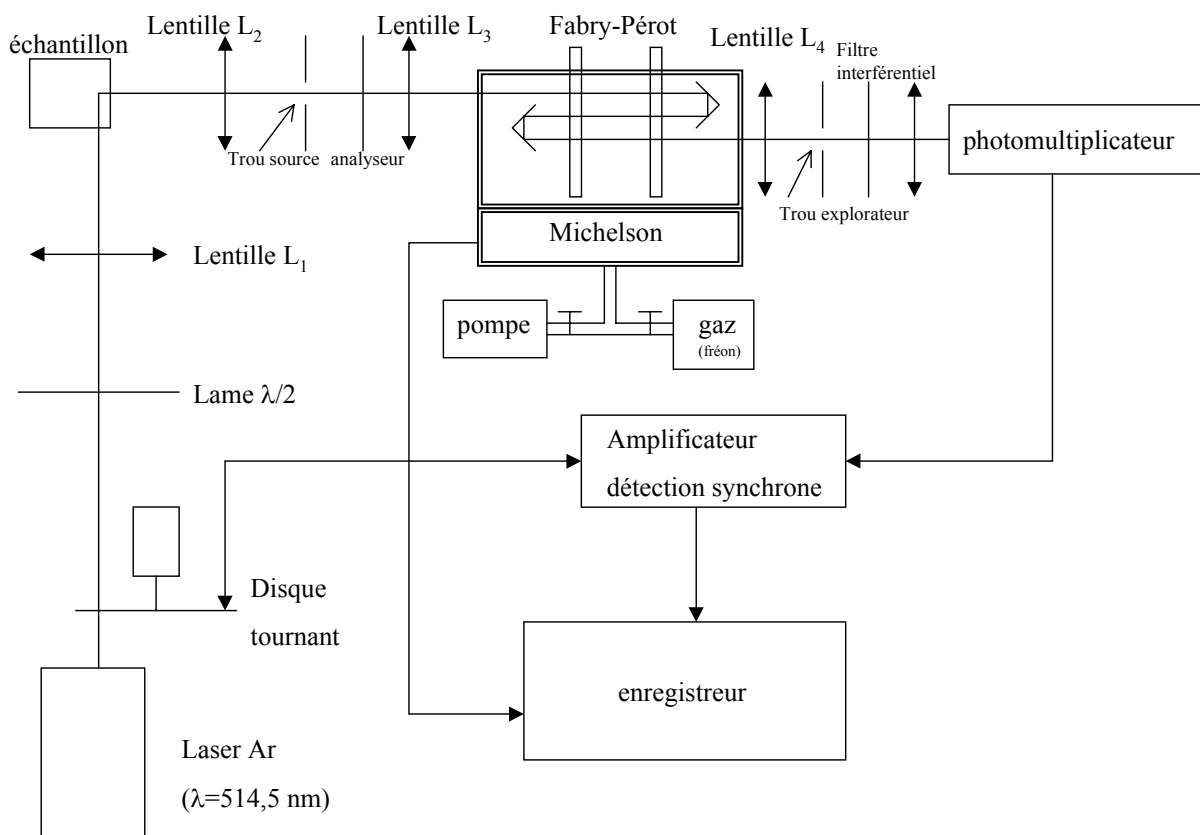 échantillon
Lentille L2
Lentille L3
Fabry-Pérot
Lentille L4
Filtre
interférentiel
Trou source
analyseur
photomultiplicateur
Trou explorateur
Michelson
Lentille L1
pompe
gaz
(fréon)
Lame λ/2
Amplificateur
détection synchrone
Disque
tournant
enregistreur
Laser Ar
(λ=514,5 nm)